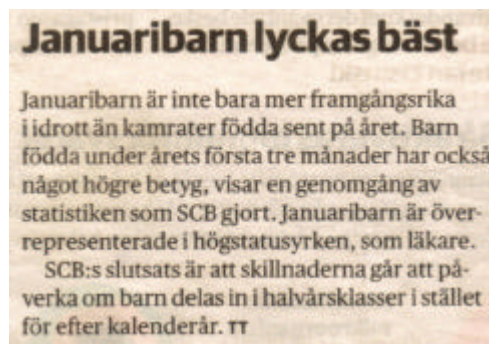 Januaribarn lyckas bäst
Januaribarn är inte bara mer framgångsrika
i idrott än kamrater födda sent på året. Barn
födda under årets första tre månader har också
något högre betyg, visar en genomgång av
statistiken som SCB gjort. Januaribarn är över-
representerade i högstatusyrken, som läkare.
SCB:s slutsats är att skillnaderna går att på-
verka om barn delas in i halvårsklasser i stället
för efter kalenderår. TT